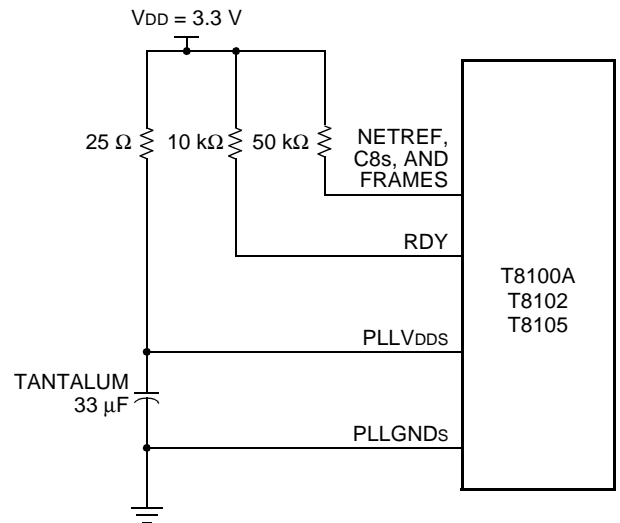 VDD = 3.3 V
25 Ω
10 kΩ
50 kΩ
NETREF,
C8s, AND
FRAMES
RDY
T8100A
T8102
T8105
PLLVDDS
TANTALUM
33 μF
PLLGNDS